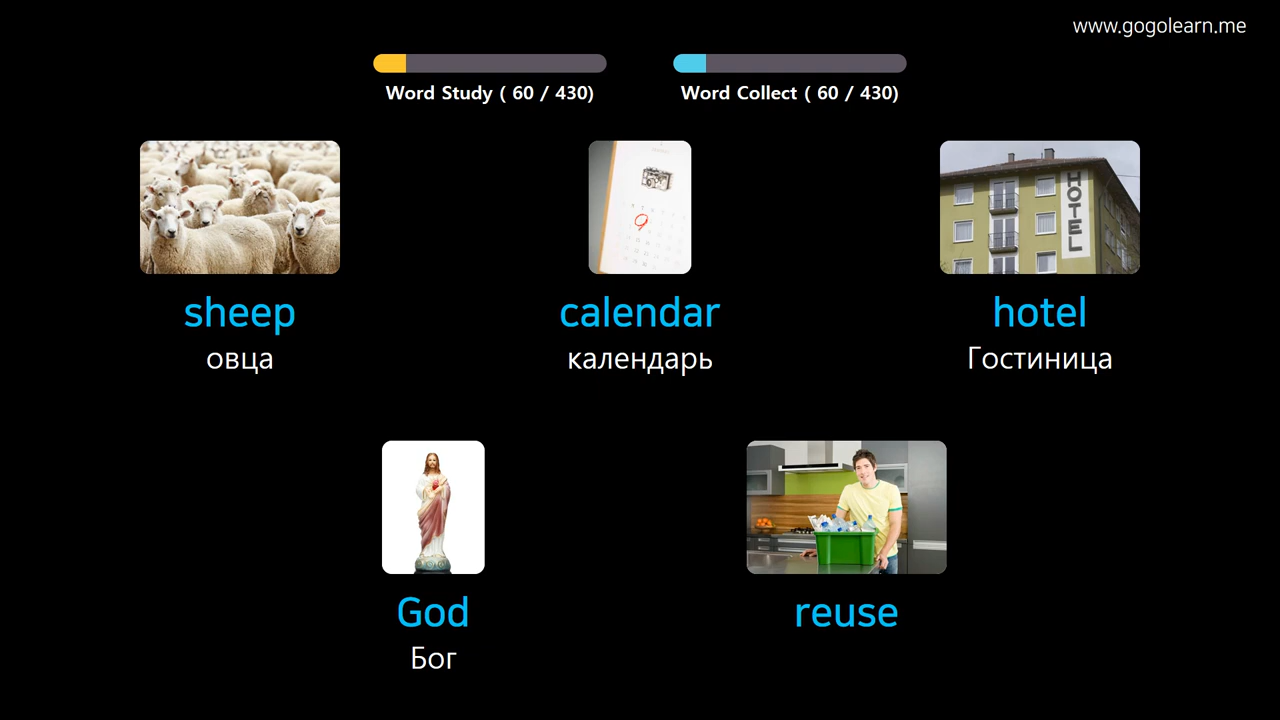 www.gogolearn.me
Word Study ( 60 / 430)
Word Collect ( 60 / 430)
HOTEL
sheep
calendar
hotel
овца
календарь
Гостиница
God
reuse
Бог